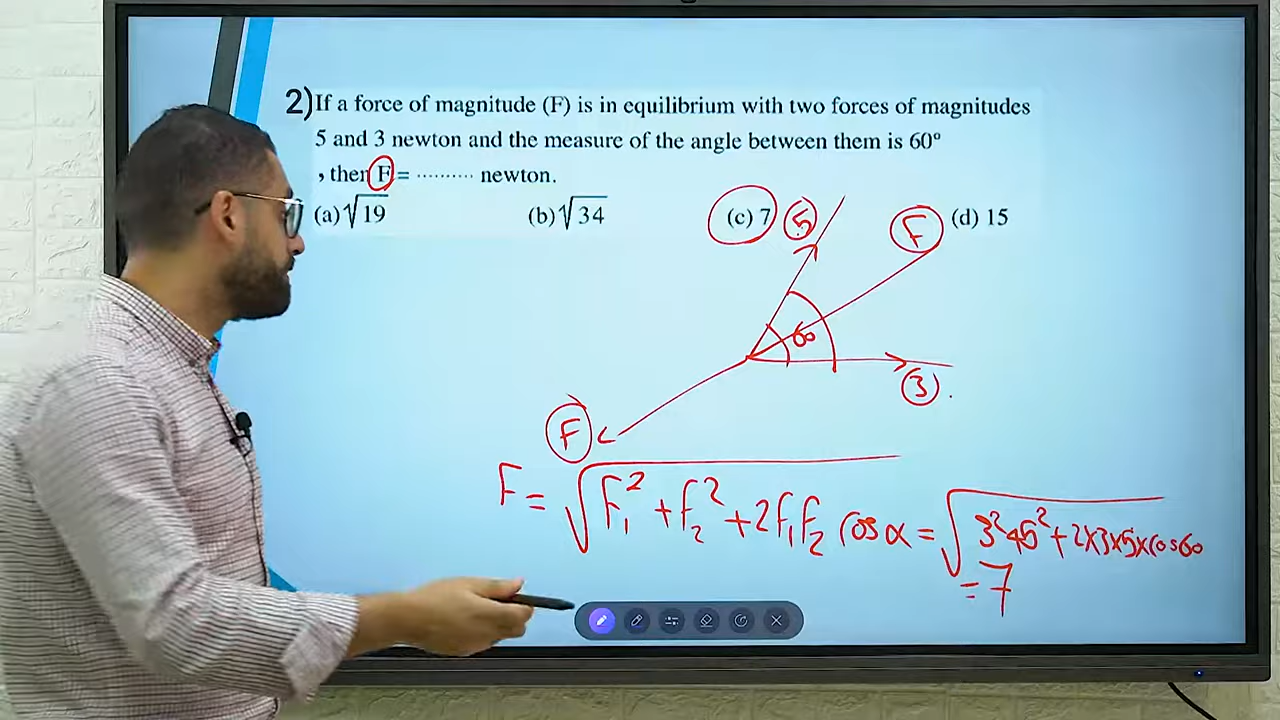 2) If a force of magnitude (F) is in equilibrium with two forces of magnitudes
5 and 3 newton and the measure of the angle between them is 60°
, then F = .......... newton.
(a) √19 (b) √34 (c) 7 (d) 15
5 F
60
3
F
F = √F₁² + F₂² + 2F₁F₂ cos α = √3² + 5² + 2×3×5×cos60
= 7